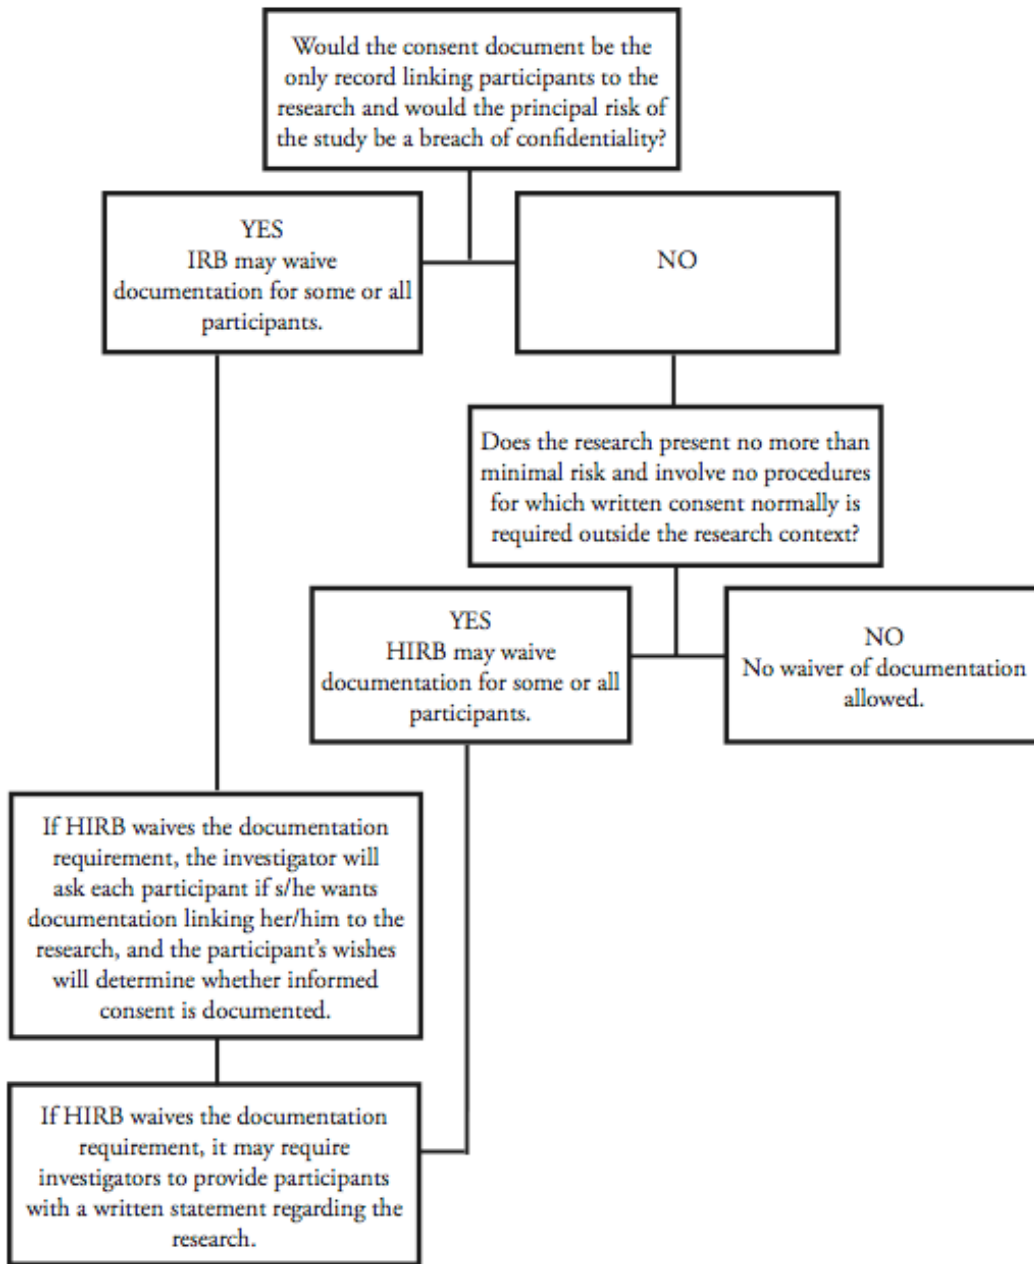 Would the consent document be the
only record linking participants to the
research and would the principal risk of
the study be a breach of confidentiality?
YES
IRB may waive
documentation for some or all
participants.
NO
Does the research present no more than
minimal risk and involve no procedures
for which written consent normally is
required outside the research context?
YES
HIRB may waive
documentation for some or all
participants.
NO
No waiver of documentation
allowed.
If HIRB waives the documentation
requirement, the investigator will
ask each participant if s/he wants
documentation linking her/him to the
research, and the participant’s wishes
will determine whether informed
consent is documented.
If HIRB waives the documentation
requirement, it may require
investigators to provide participants
with a written statement regarding the
research.